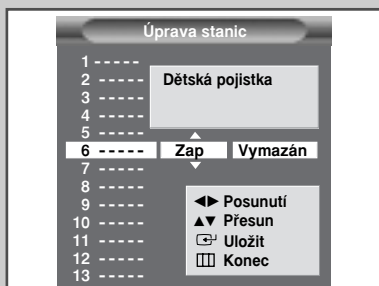 Úprava stanic
1 - - - - -
2 - - - - - Dětská pojistka
3 - - - - -
4 - - - - -
5 - - - - -
6 - - - - - Zap Vymazán
7 - - - - -
8 - - - - -
9 - - - - - ◀▶ Posunutí
10 - - - - - ▲▼ Přesun
11 - - - - - Uložit
12 - - - - - Konec
13 - - - - -